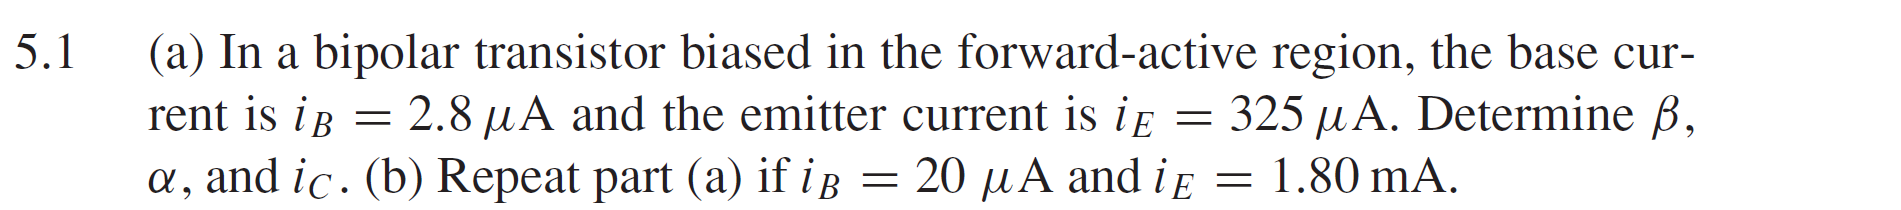 5.1 (a) In a bipolar transistor biased in the forward-active region, the base cur-
rent is iB = 2.8 μA and the emitter current is iE = 325 μA. Determine β,
α, and iC. (b) Repeat part (a) if iB = 20 μA and iE = 1.80 mA.